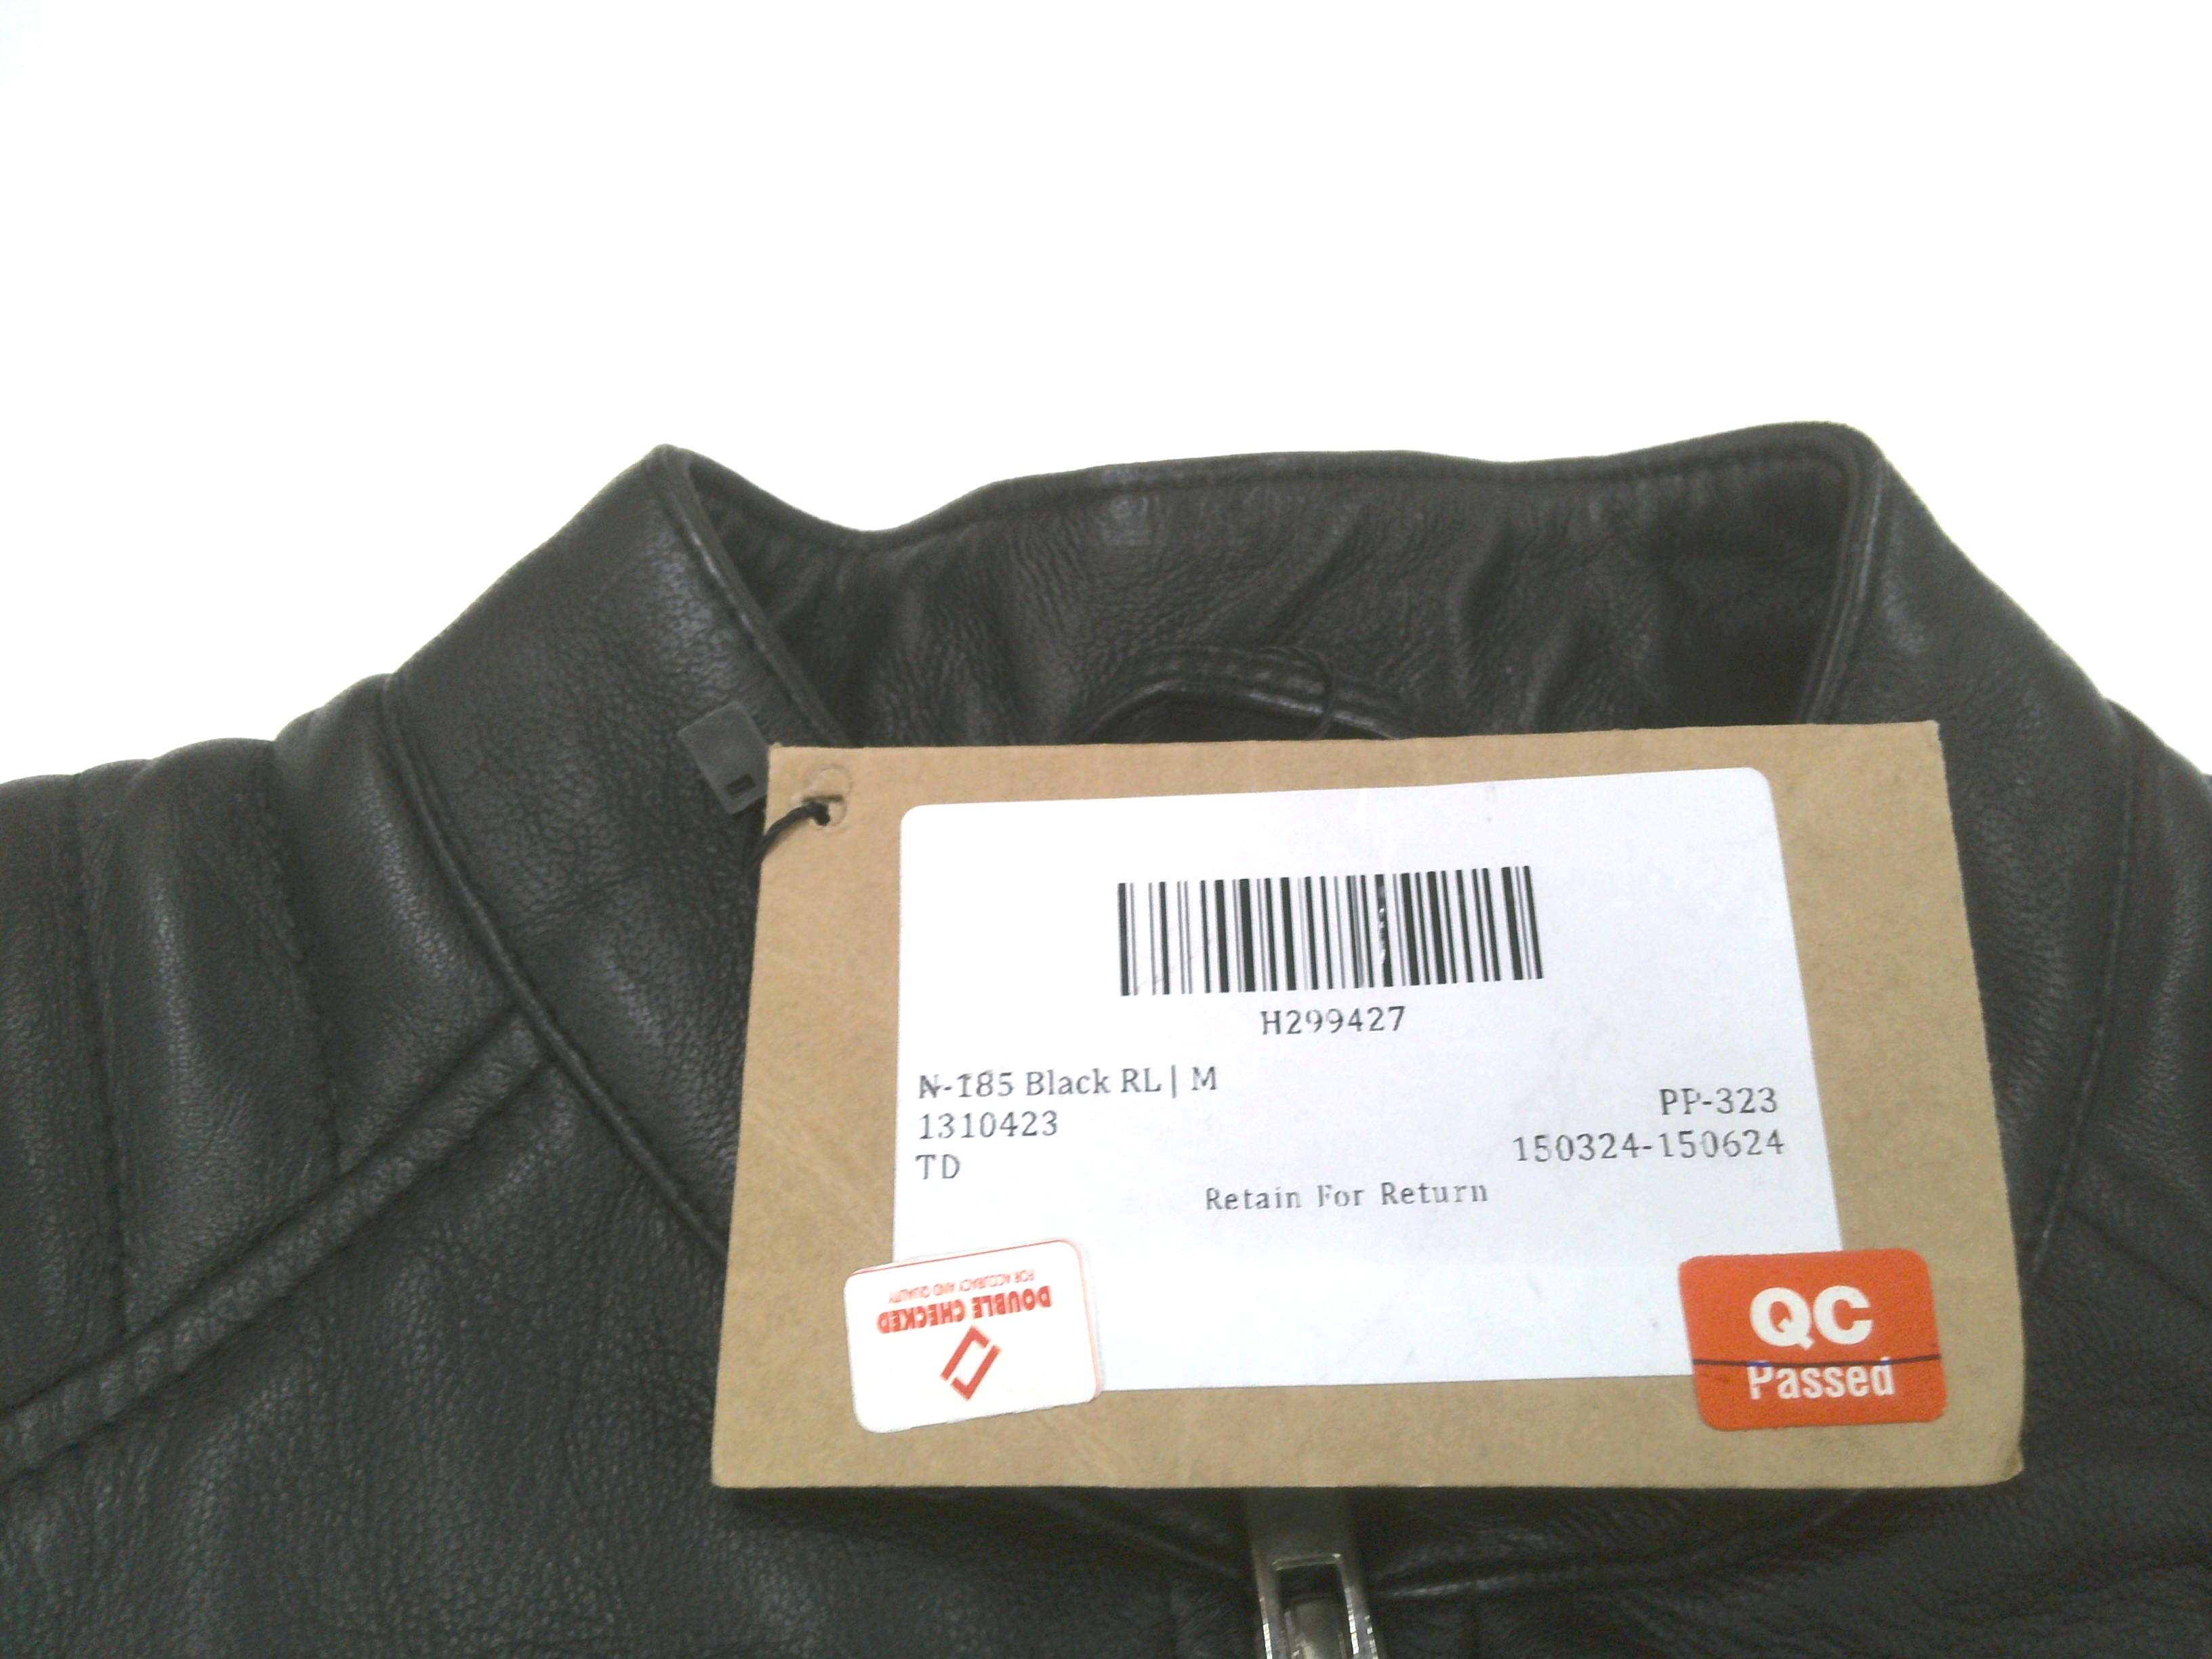 H299427
N-185 Black RL | M
1310423
PP-323
TD
150324-150624
Retain For Return
DOUBLE CHECKED
FOR ACCURACY AND QUALITY
QC
Passed